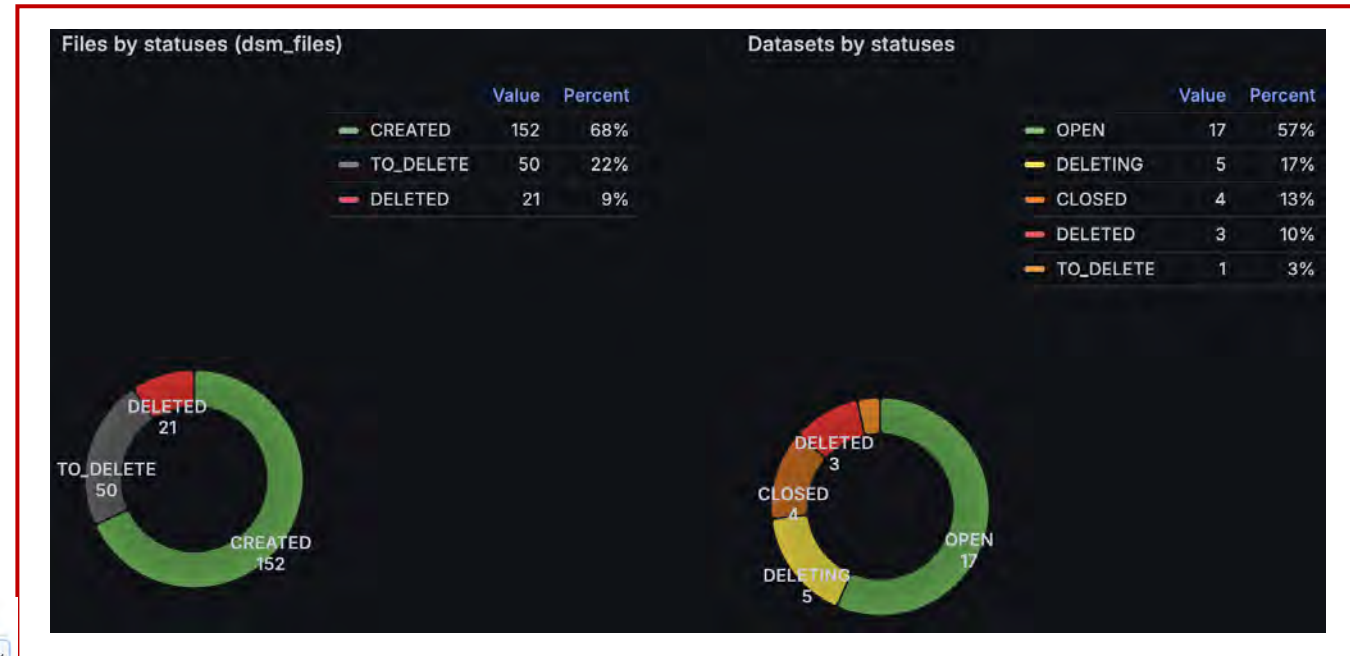 Files by statuses (dsm_files)
Value Percent
CREATED 152 68%
TO_DELETE 50 22%
DELETED 21 9%
DELETED
21
TO_DELETE
50
CREATED
152
Datasets by statuses
Value Percent
OPEN 17 57%
DELETING 5 17%
CLOSED 4 13%
DELETED 3 10%
TO_DELETE 1 3%
DELETED
3
CLOSED
4
OPEN
17
DELETING
5